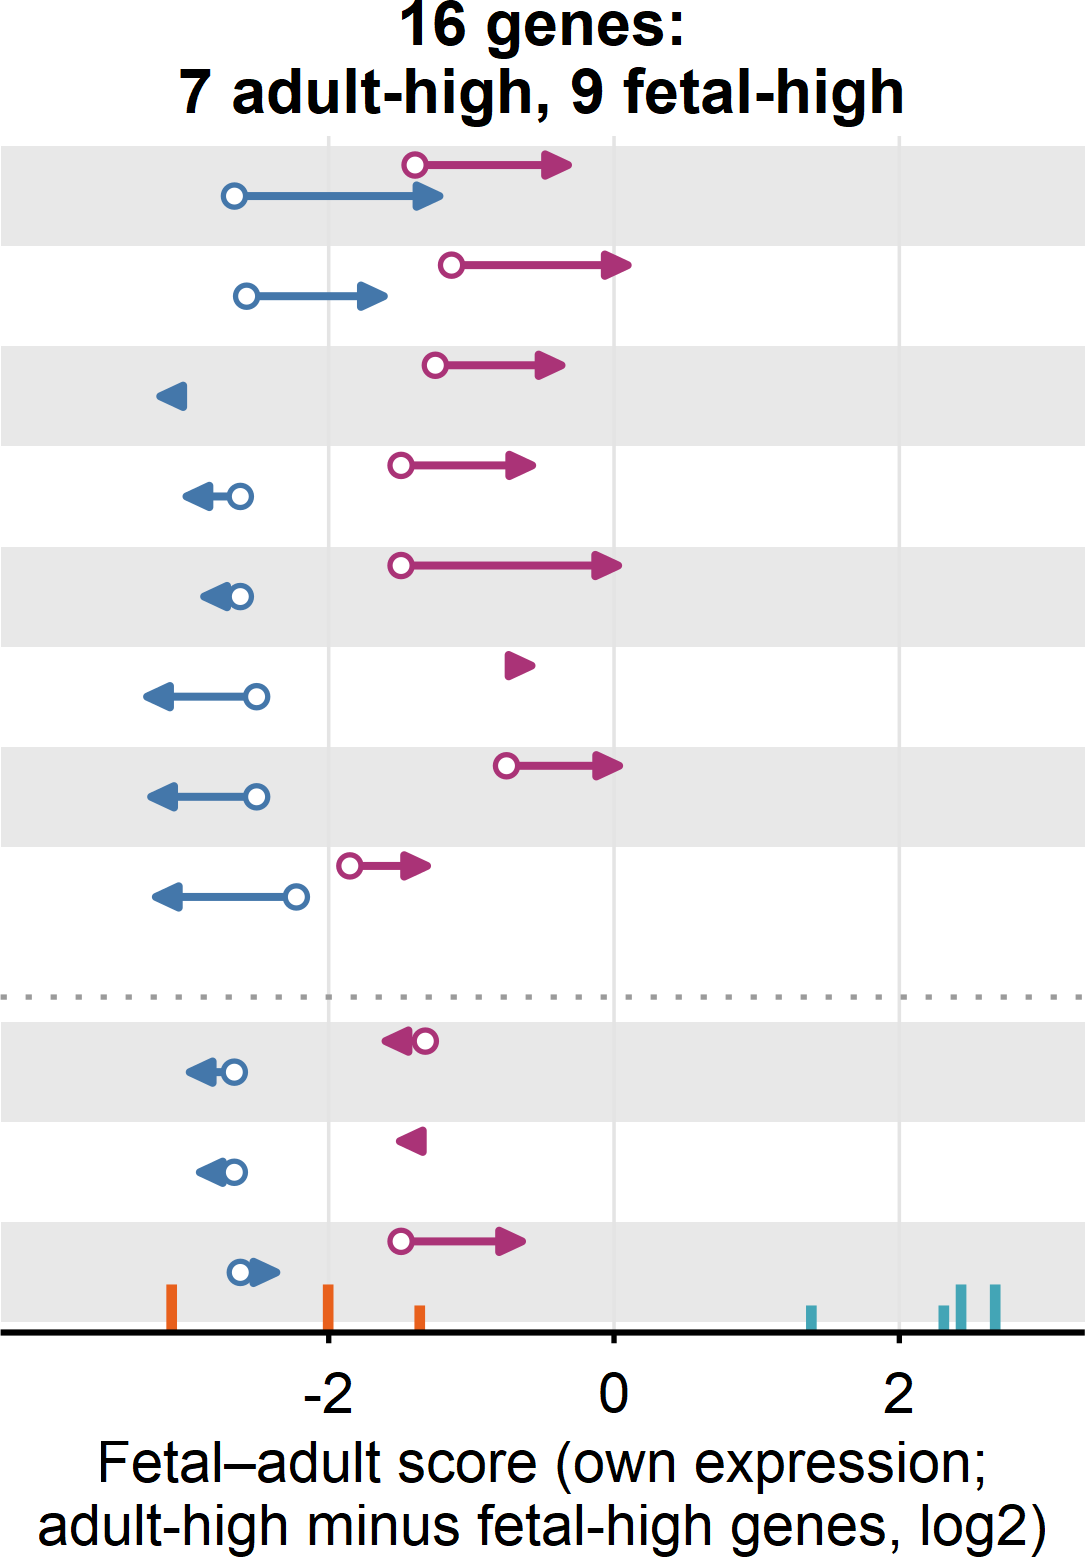 16 genes:
7 adult-high, 9 fetal-high
-2 0 2
Fetal–adult score (own expression;
adult-high minus fetal-high genes, log2)